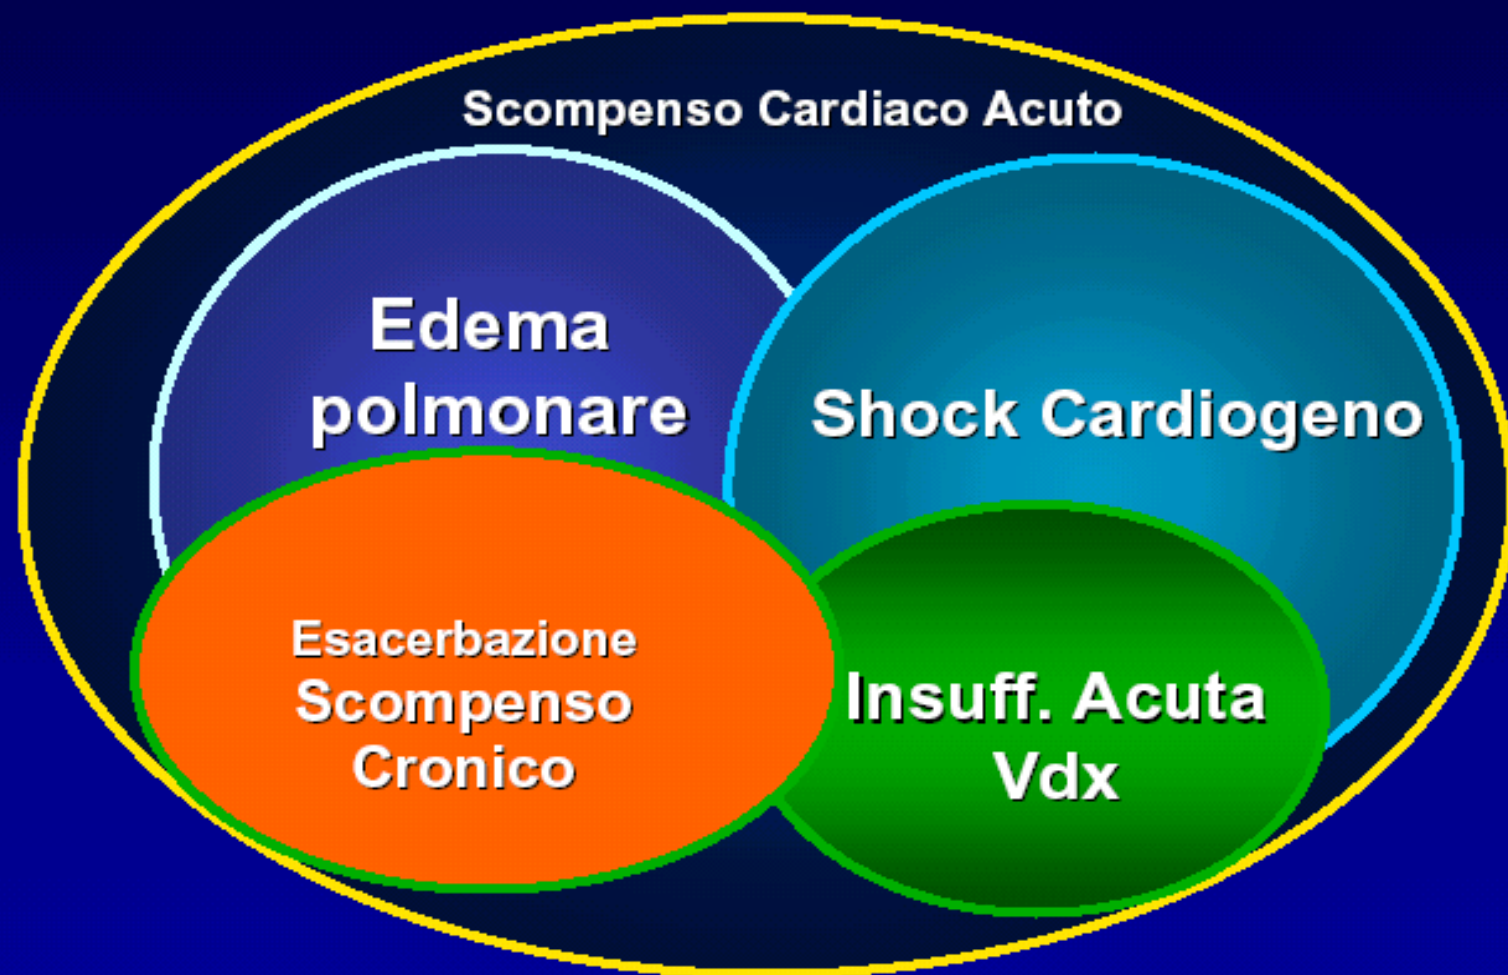 Scompenso Cardiaco Acuto
Edema
polmonare
Shock Cardiogeno
Esacerbazione
Scompenso
Cronico
Insuff. Acuta
Vdx